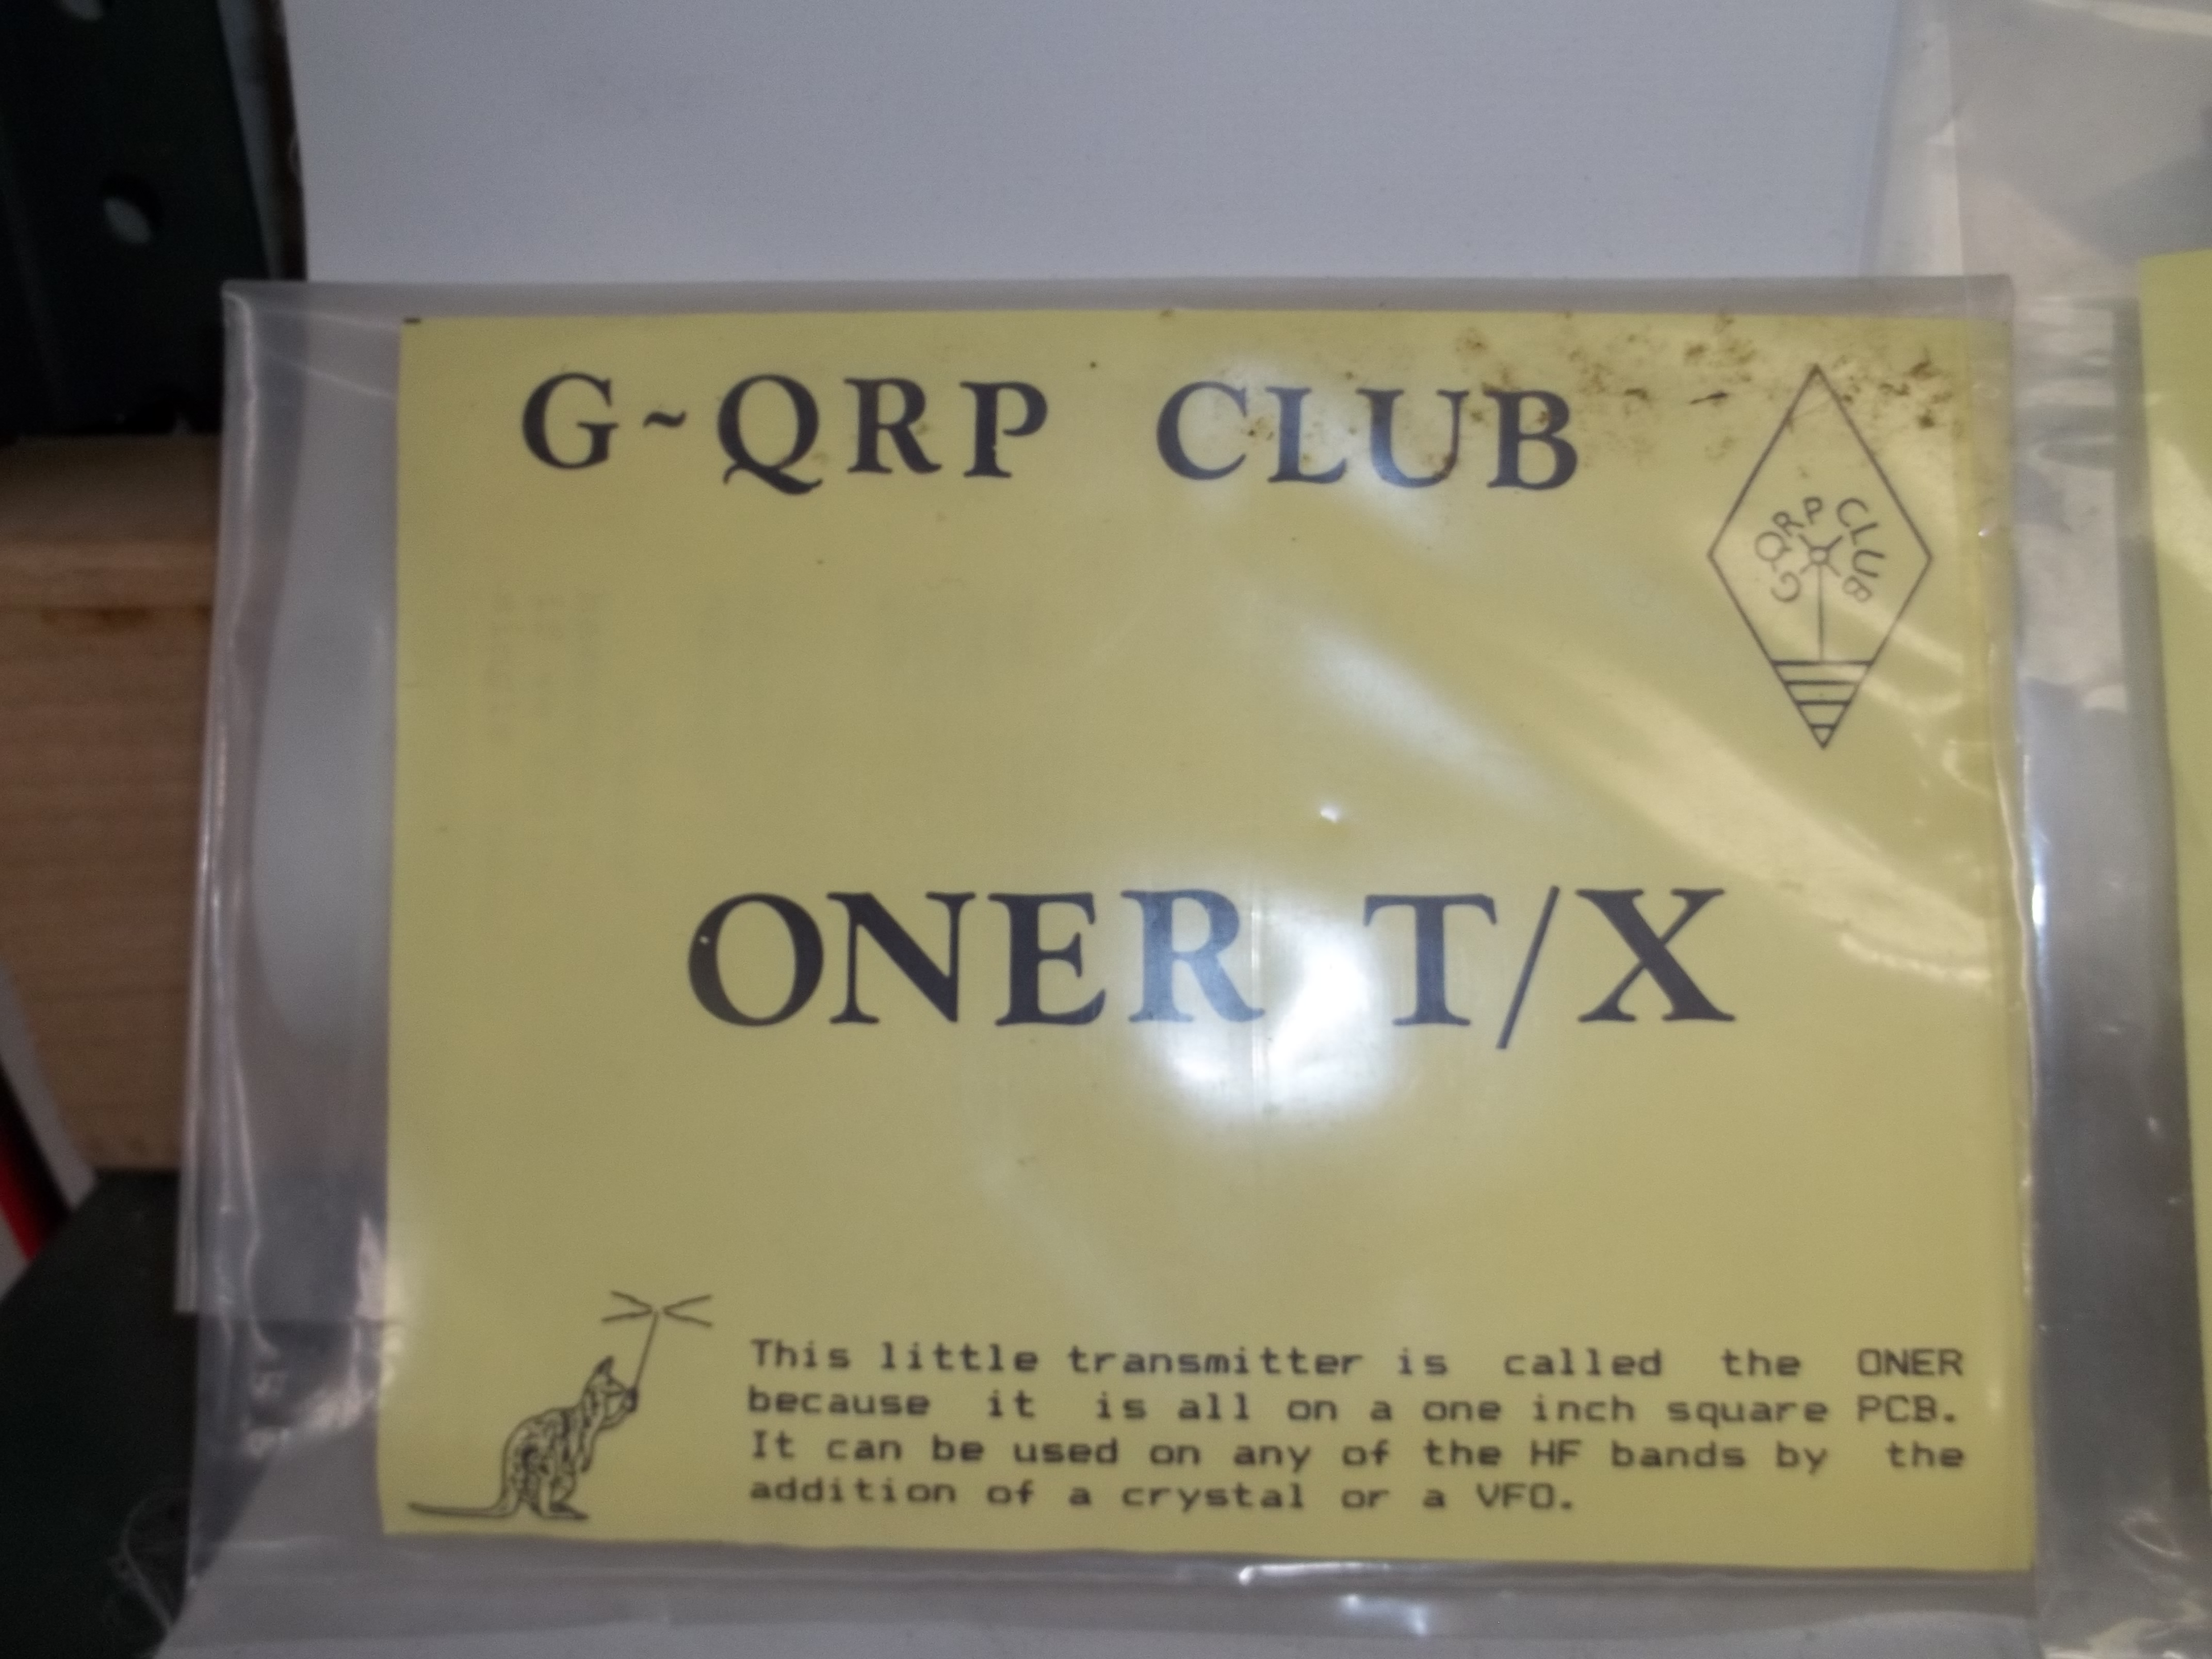 G~QRP CLUB
G QRP CLUB
ONER T/X
This little transmitter is called the ONER
because it is all on a one inch square PCB.
It can be used on any of the HF bands by the
addition of a crystal or a VFO.